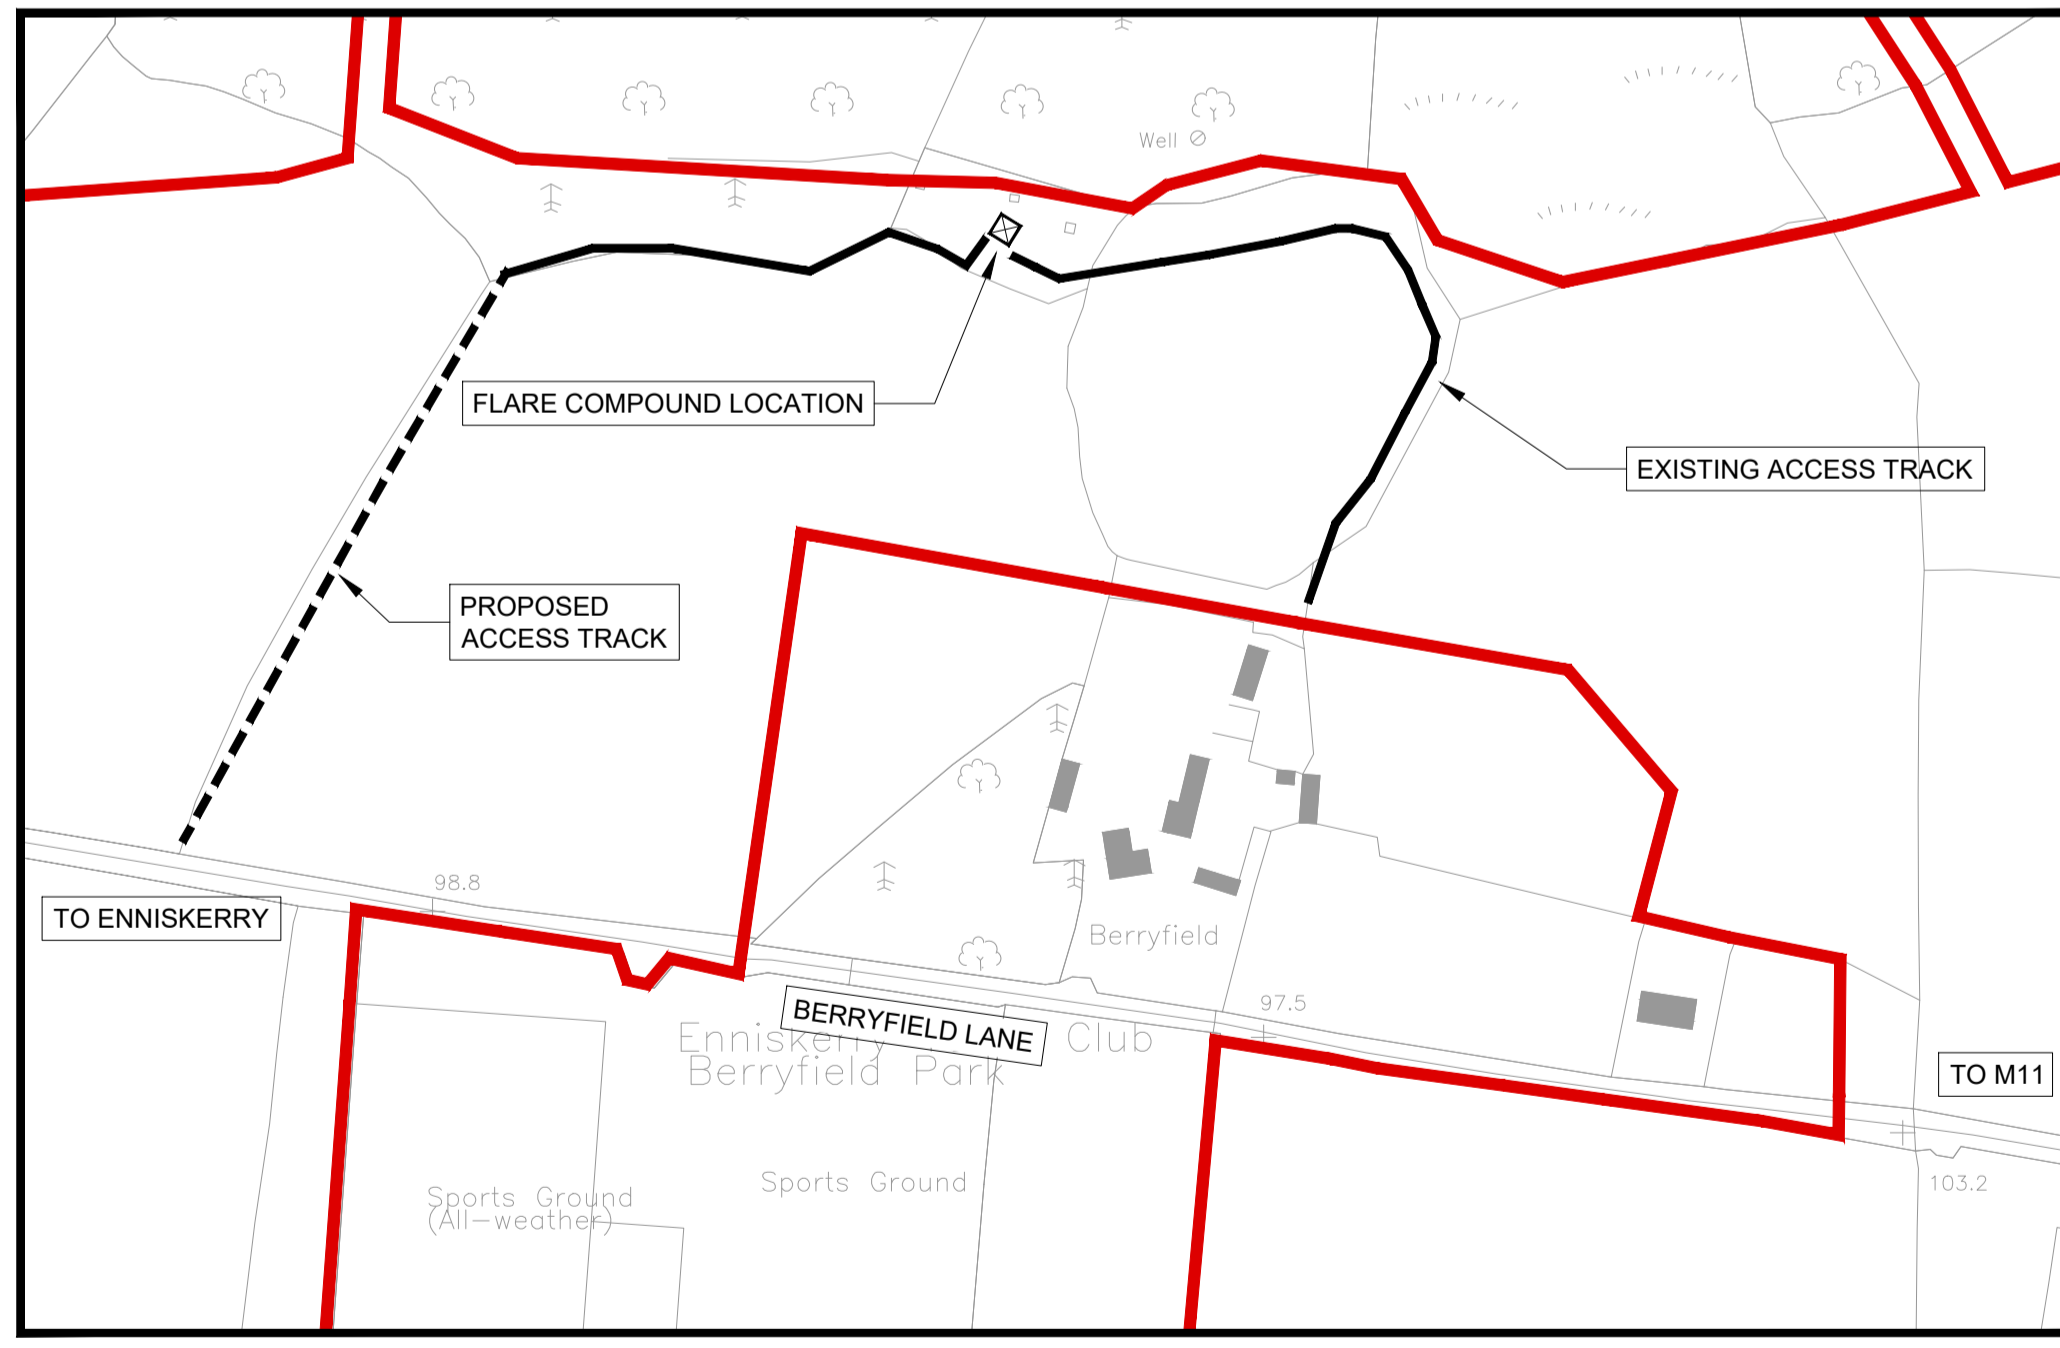 Well
FLARE COMPOUND LOCATION
EXISTING ACCESS TRACK
PROPOSED
ACCESS TRACK
98.8
TO ENNISKERRY
Berryfield
97.5
BERRYFIELD LANE
Club
Berryfield Park
TO M11
Sports Ground
103.2
Sports Ground
(All-weather)